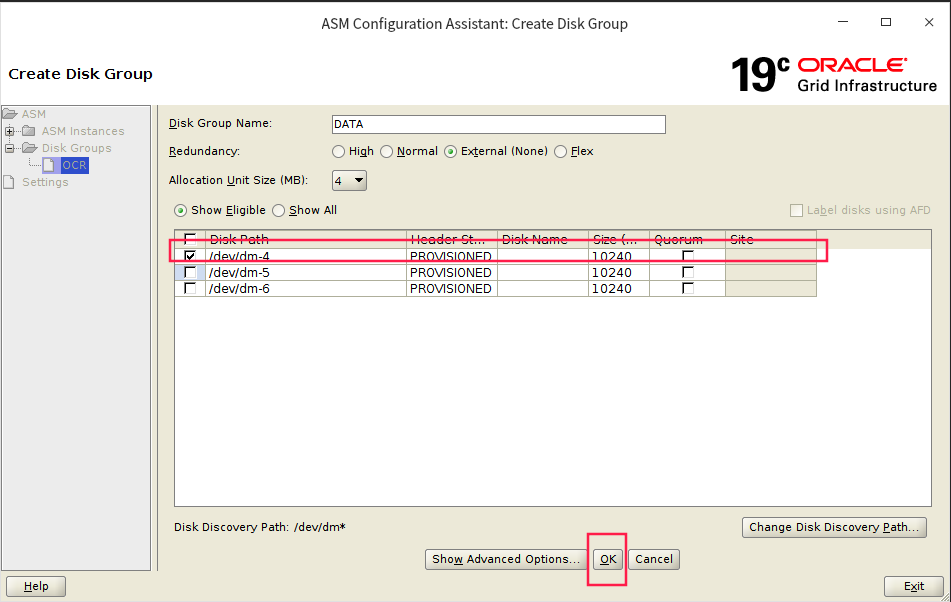 ASM Configuration Assistant: Create Disk Group
Create Disk Group
19c ORACLE
Grid Infrastructure
ASM
ASM Instances
Disk Groups
OCR
Settings
Disk Group Name: DATA
Redundancy: High Normal External (None) Flex
Allocation Unit Size (MB): 4
Show Eligible Show All Label disks using AFD
Disk Path Header St... Disk Name Size (... Quorum Site
/dev/dm-4 PROVISIONED 10240
/dev/dm-5 PROVISIONED 10240
/dev/dm-6 PROVISIONED 10240
Disk Discovery Path: /dev/dm* Change Disk Discovery Path...
Show Advanced Options... OK Cancel
Help Exit